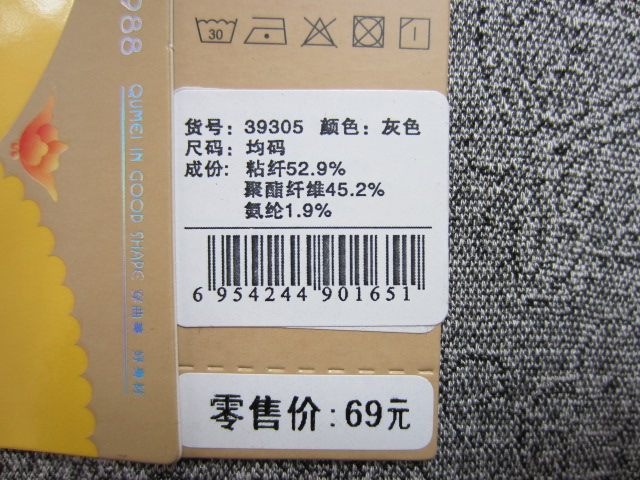 30
988
QUMEI IN GOOD SHAPE
货号：39305 颜色：灰色
尺码：均码
成份：粘纤52.9%
聚酯纤维45.2%
氨纶1.9%
6 954244 901651
零售价：69元